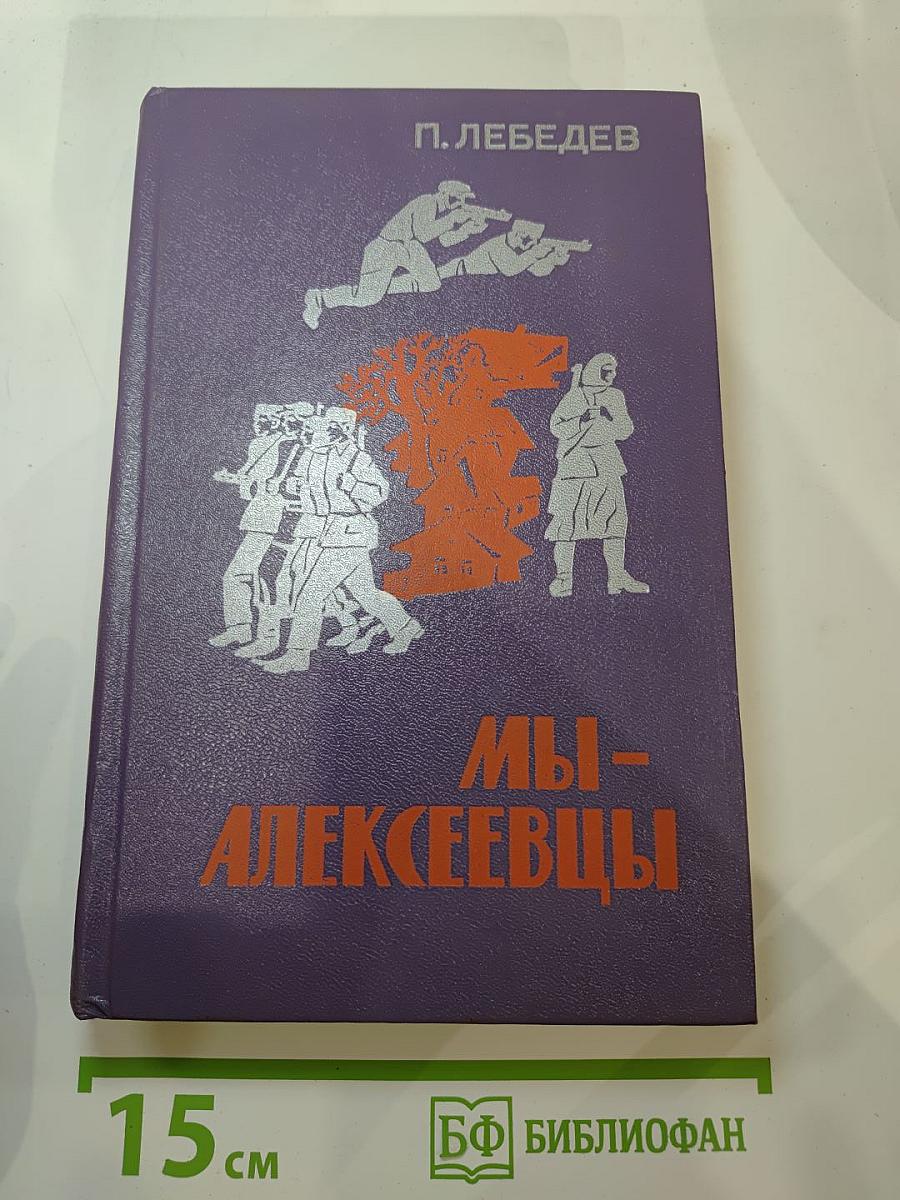 П. ЛЕБЕДЕВ
МЫ –
АЛЕКСЕЕВЦЫ
15 см
БФ БИБЛИОФАН